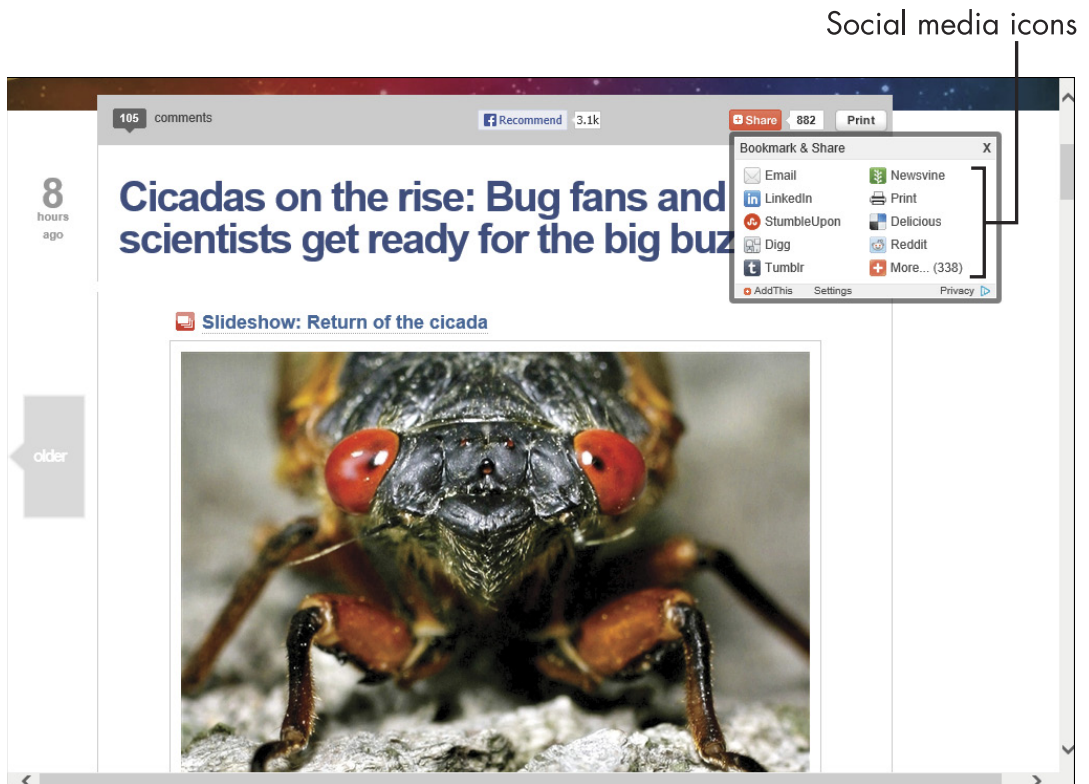 Social media icons
105 comments
Recommend 3.1k
Share 882 Print
Bookmark & Share X
Email Newsvine
LinkedIn Print
StumbleUpon Delicious
Digg Reddit
Tumblr More... (338)
AddThis Settings Privacy
8
hours
ago
Cicadas on the rise: Bug fans and
scientists get ready for the big buz
Slideshow: Return of the cicada
older